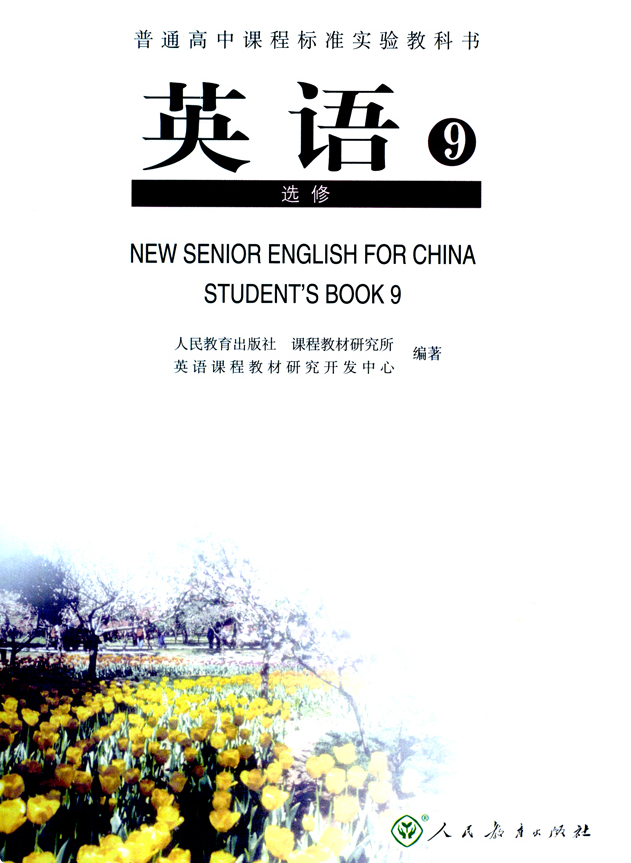 普通高中课程标准实验教科书
英语 9
选修
NEW SENIOR ENGLISH FOR CHINA
STUDENT'S BOOK 9
人民教育出版社 课程教材研究所
英语课程教材研究开发中心
编著
人民教育出版社